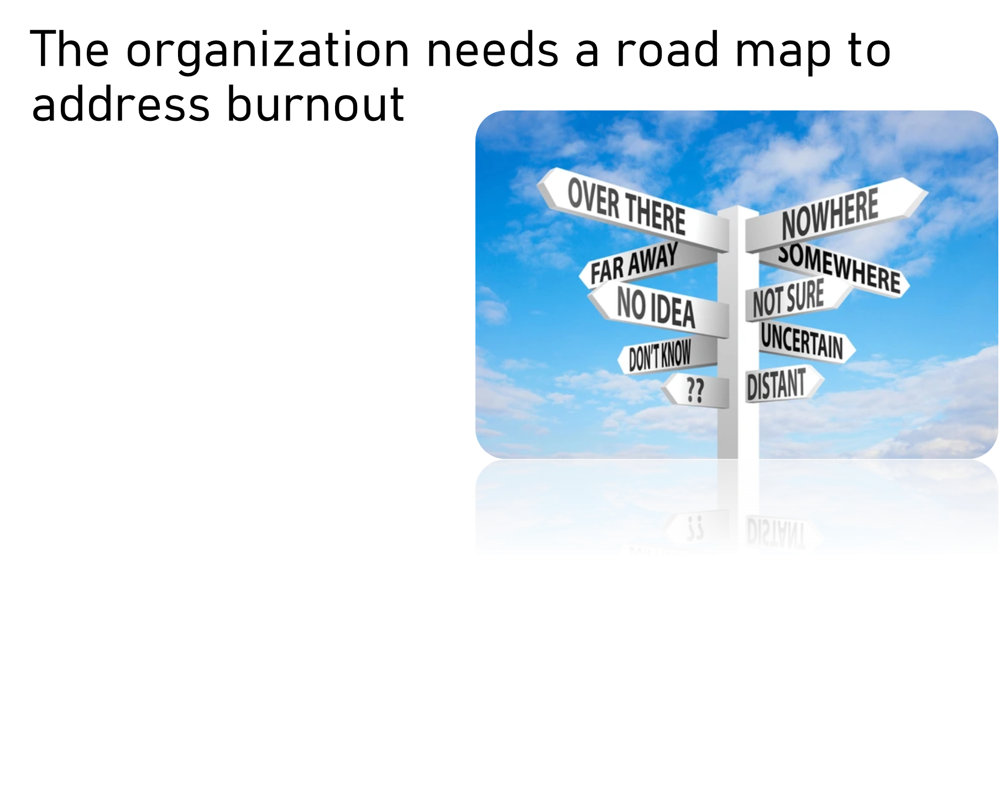 The organization needs a road map to
address burnout
OVER THERE
NOWHERE
FAR AWAY
SOMEWHERE
NO IDEA
NOT SURE
DON'T KNOW
UNCERTAIN
??
DISTANT